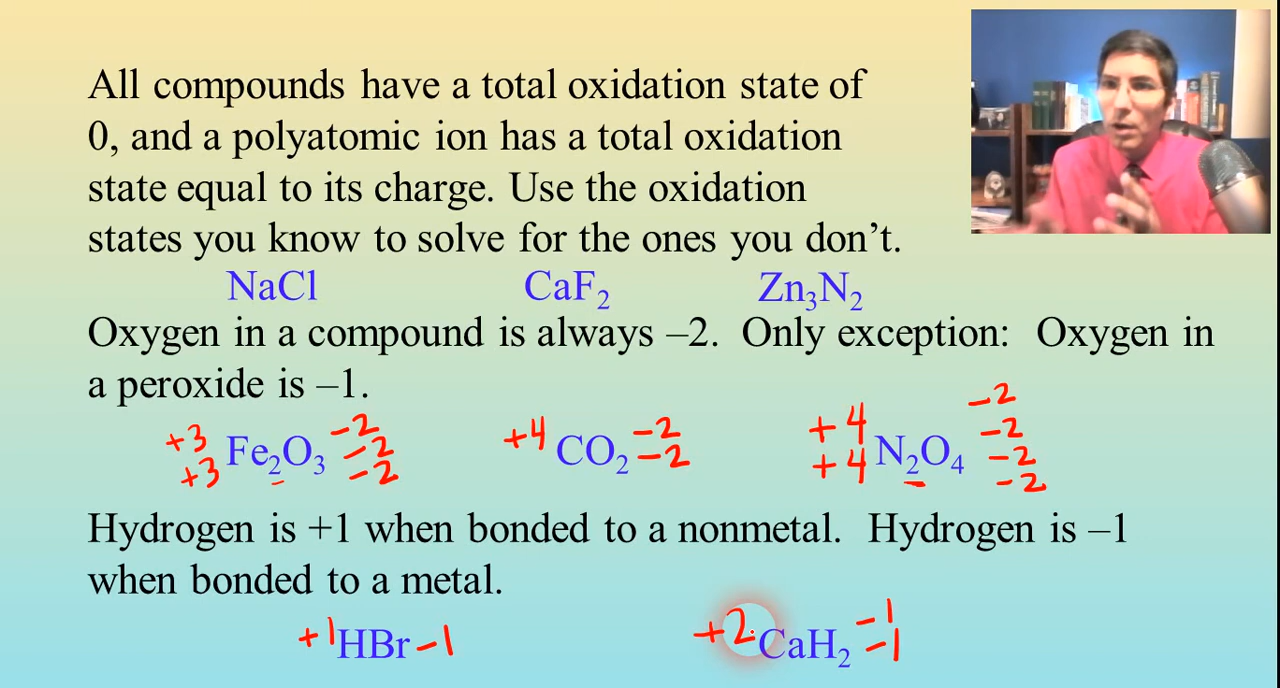 All compounds have a total oxidation state of
0, and a polyatomic ion has a total oxidation
state equal to its charge. Use the oxidation
states you know to solve for the ones you don’t.
NaCl CaF₂ Zn₃N₂
Oxygen in a compound is always –2. Only exception: Oxygen in
a peroxide is –1.
+3 +3 Fe₂O₃ −2 −2 −2 +4 CO₂ −2 −2 +4 +4 N₂O₄ −2 −2 −2 −2
Hydrogen is +1 when bonded to a nonmetal. Hydrogen is –1
when bonded to a metal.
+1 HBr −1 +2 CaH₂ −1 −1